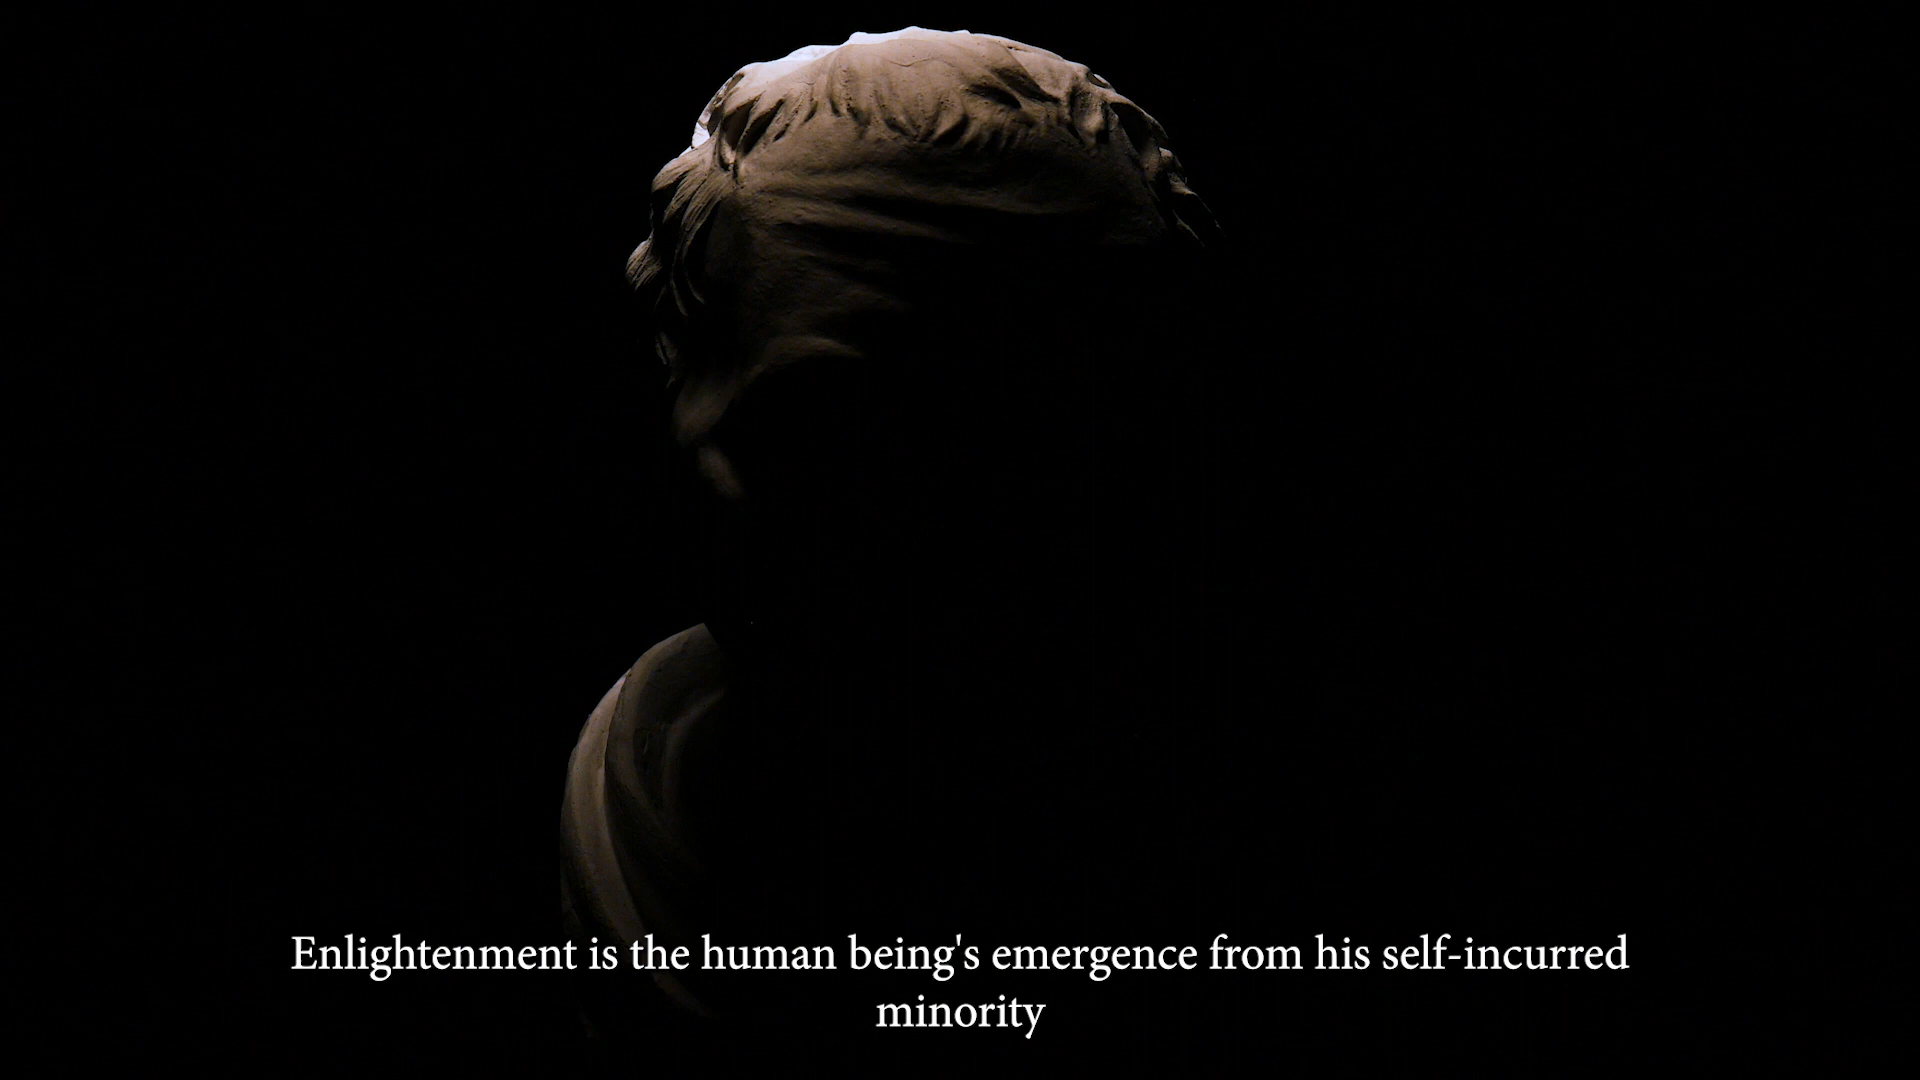 Enlightenment is the human being's emergence from his self-incurred
minority